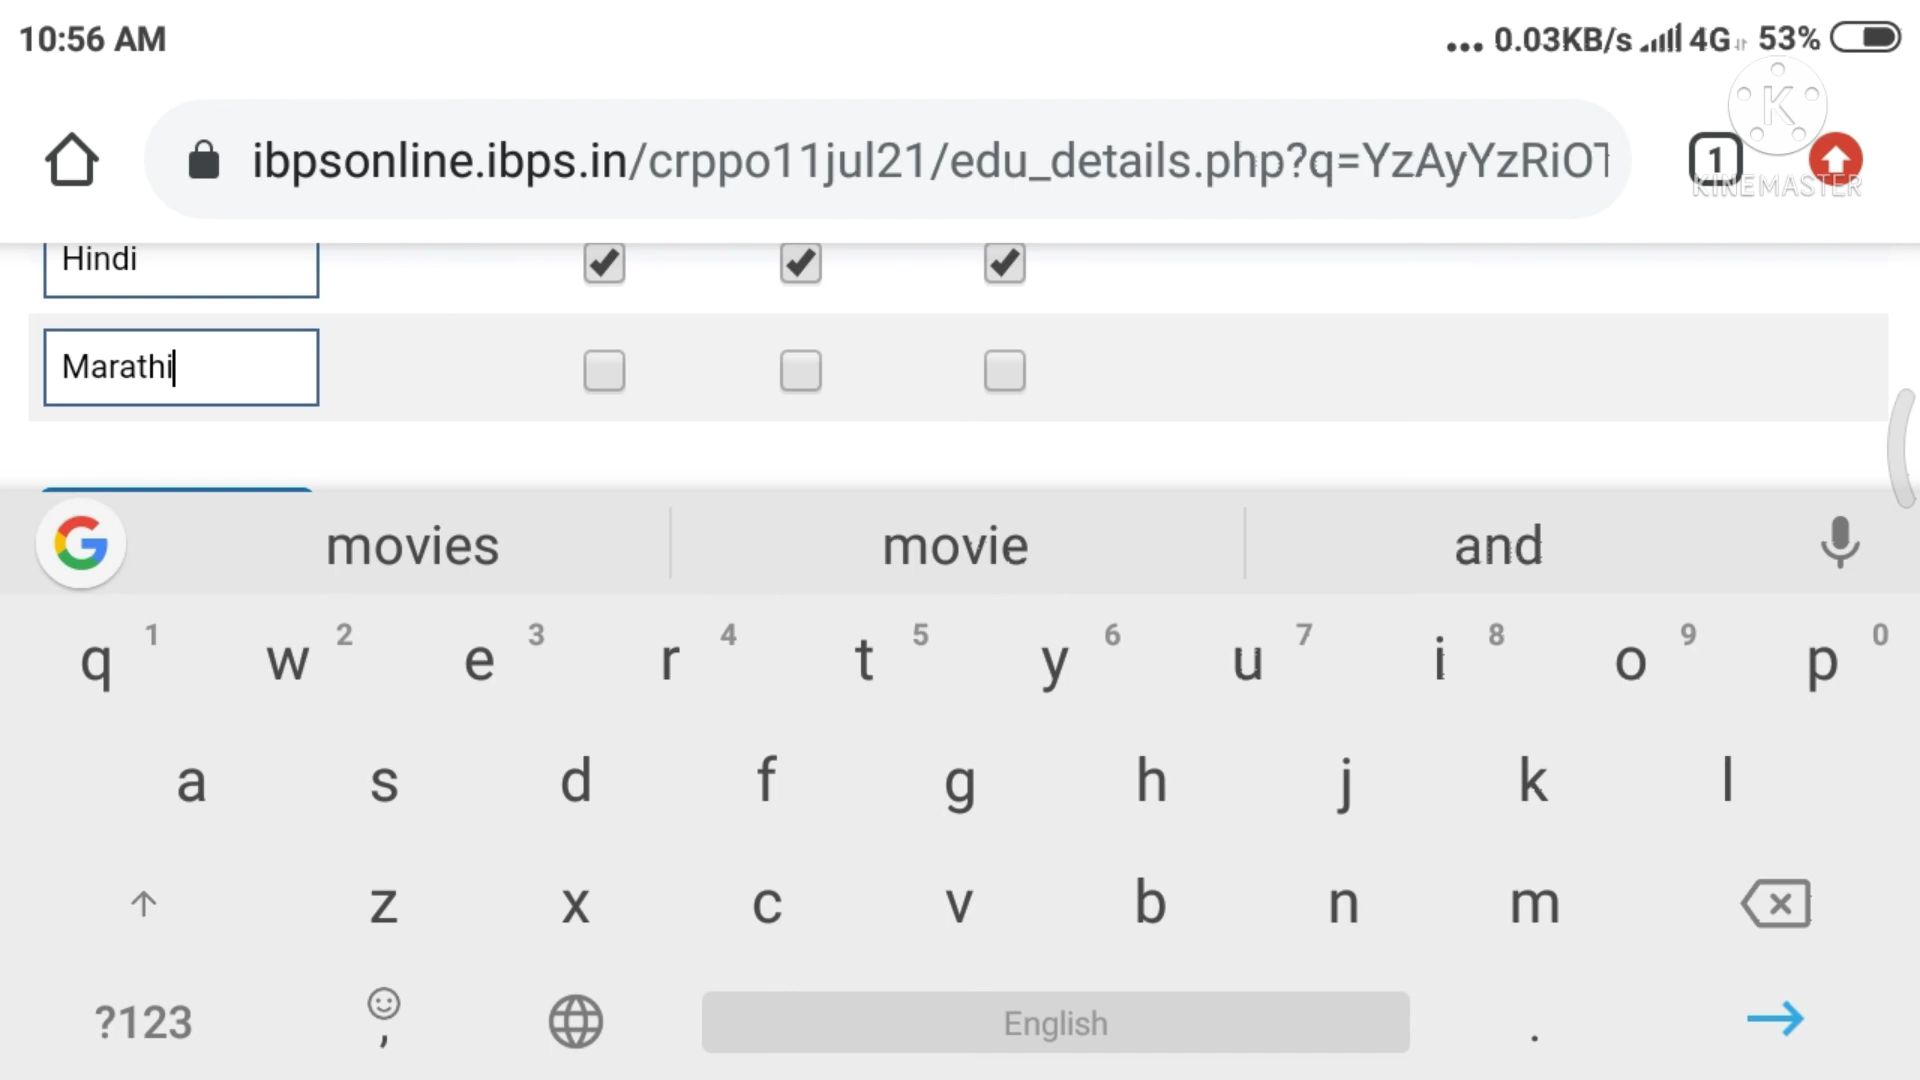 10:56 AM ... 0.03KB/s 4G 53%
ibpsonline.ibps.in/crppo11jul21/edu_details.php?q=YzAyYzRiOT
1
K
KINEMASTER
Hindi
Marathi
G movies movie and
q 1 w 2 e 3 r 4 t 5 y 6 u 7 i 8 o 9 p 0
a s d f g h j k l
z x c v b n m
?123 , English .